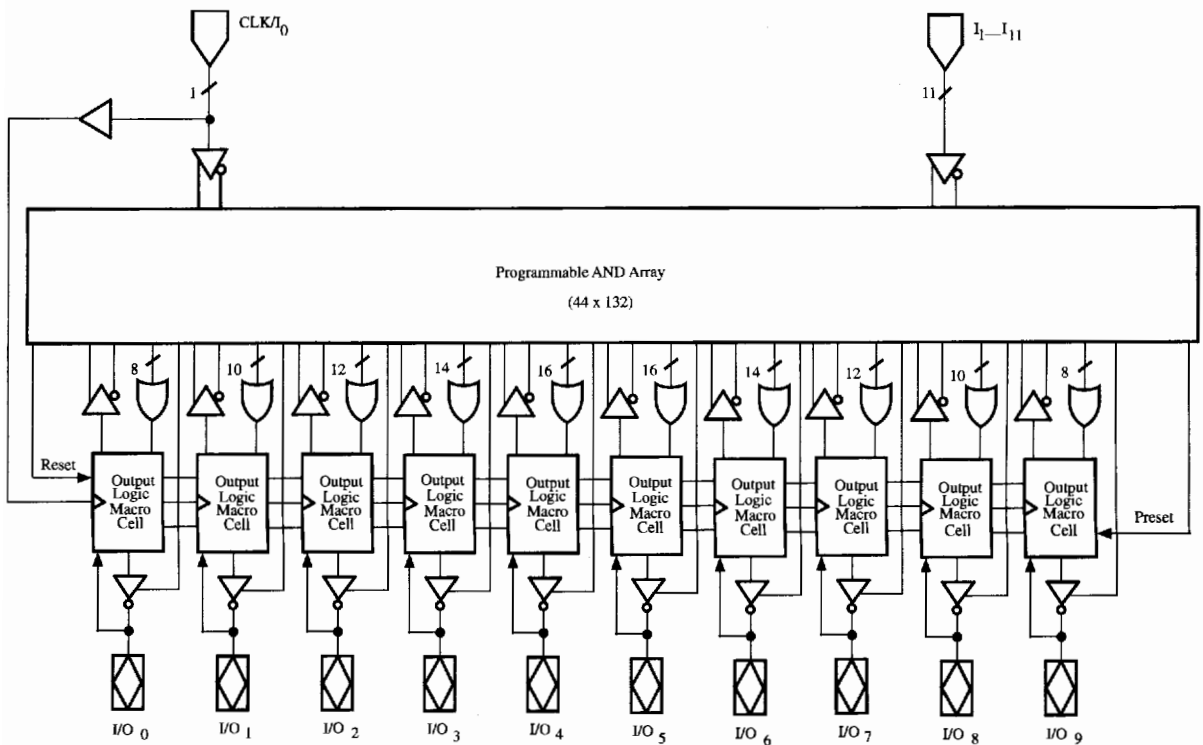 CLK/I0
I1—I11
1
11
Programmable AND Array
(44 x 132)
8
10
12
14
16
16
14
12
10
8
Reset
Output Logic Macro Cell
Output Logic Macro Cell
Output Logic Macro Cell
Output Logic Macro Cell
Output Logic Macro Cell
Output Logic Macro Cell
Output Logic Macro Cell
Output Logic Macro Cell
Output Logic Macro Cell
Output Logic Macro Cell
Preset
I/O 0
I/O 1
I/O 2
I/O 3
I/O 4
I/O 5
I/O 6
I/O 7
I/O 8
I/O 9